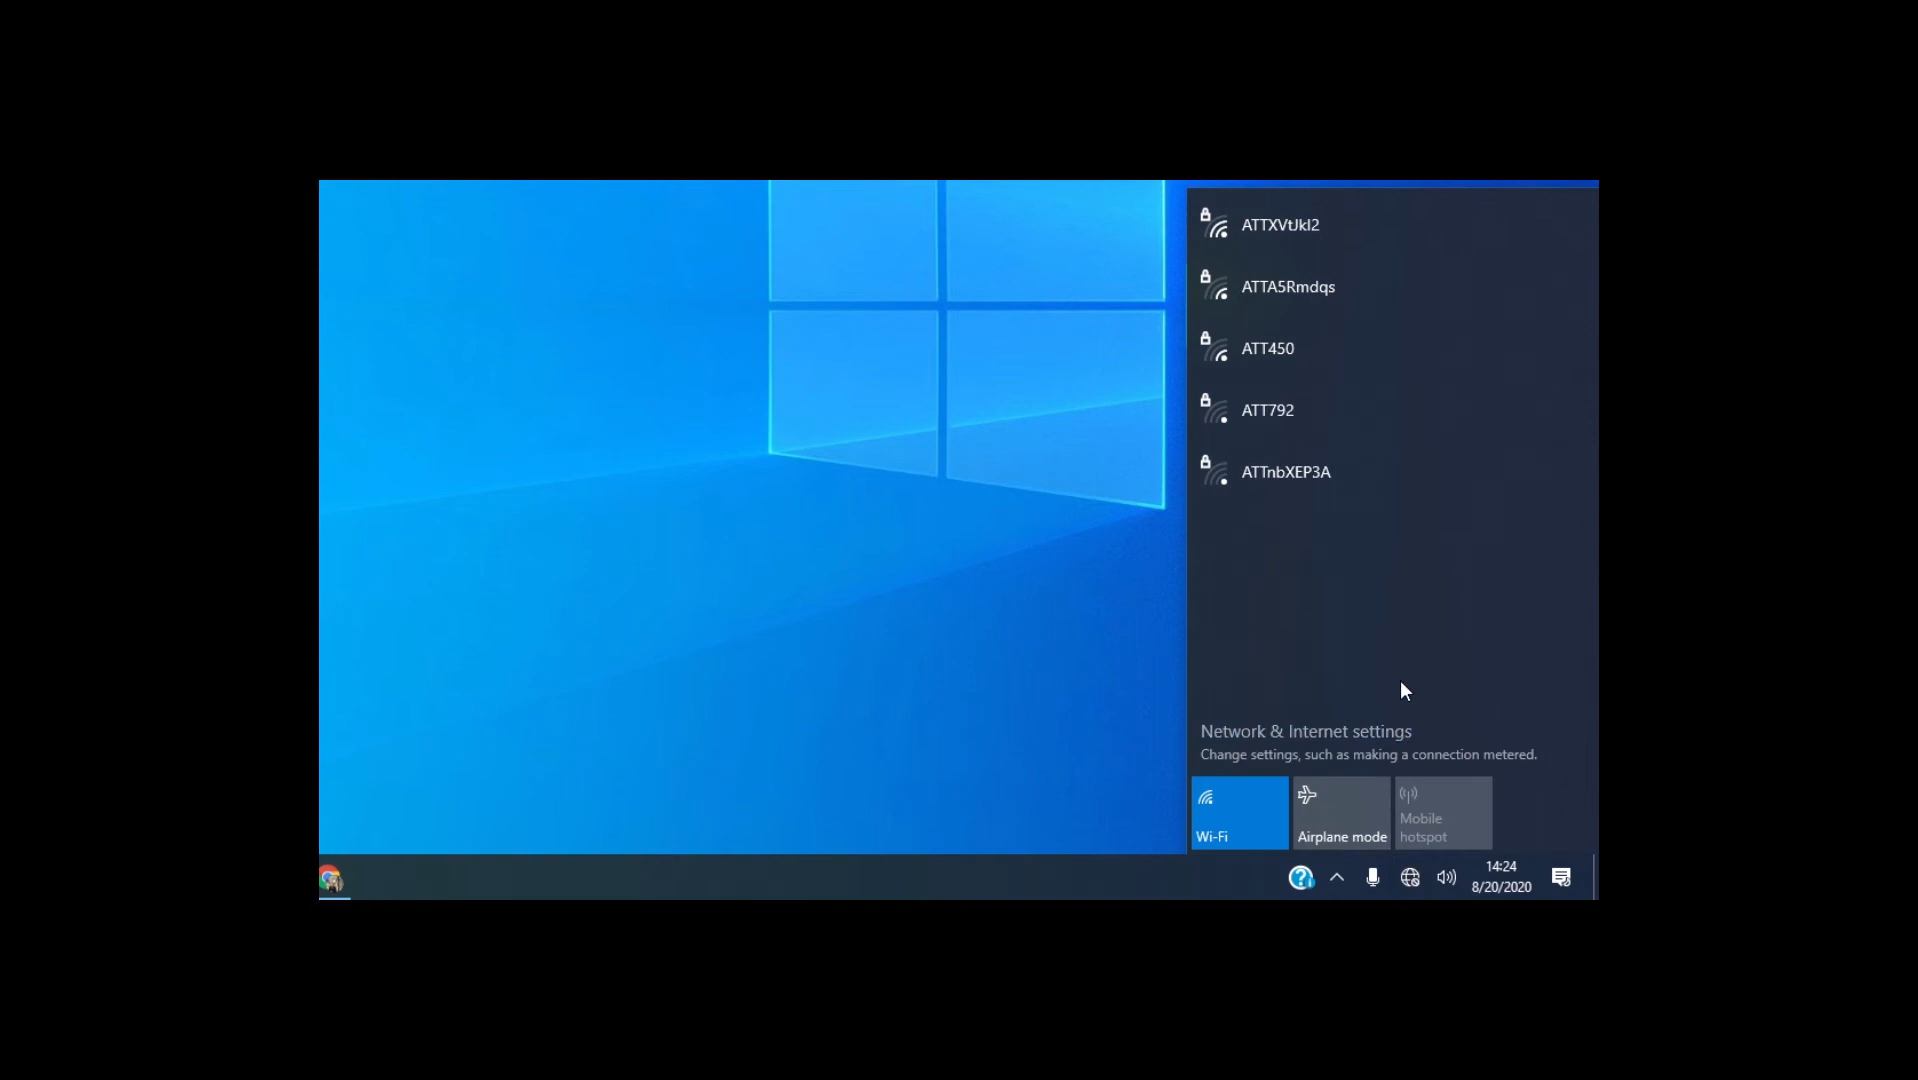 ATTXVtJkI2
ATTA5Rmdqs
ATT450
ATT792
ATTnbXEP3A
Network & Internet settings
Change settings, such as making a connection metered.
Wi-Fi
Airplane mode
Mobile
hotspot
14:24
8/20/2020